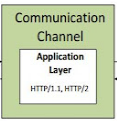 Communication
Channel
Application
Layer
HTTP/1.1, HTTP/2